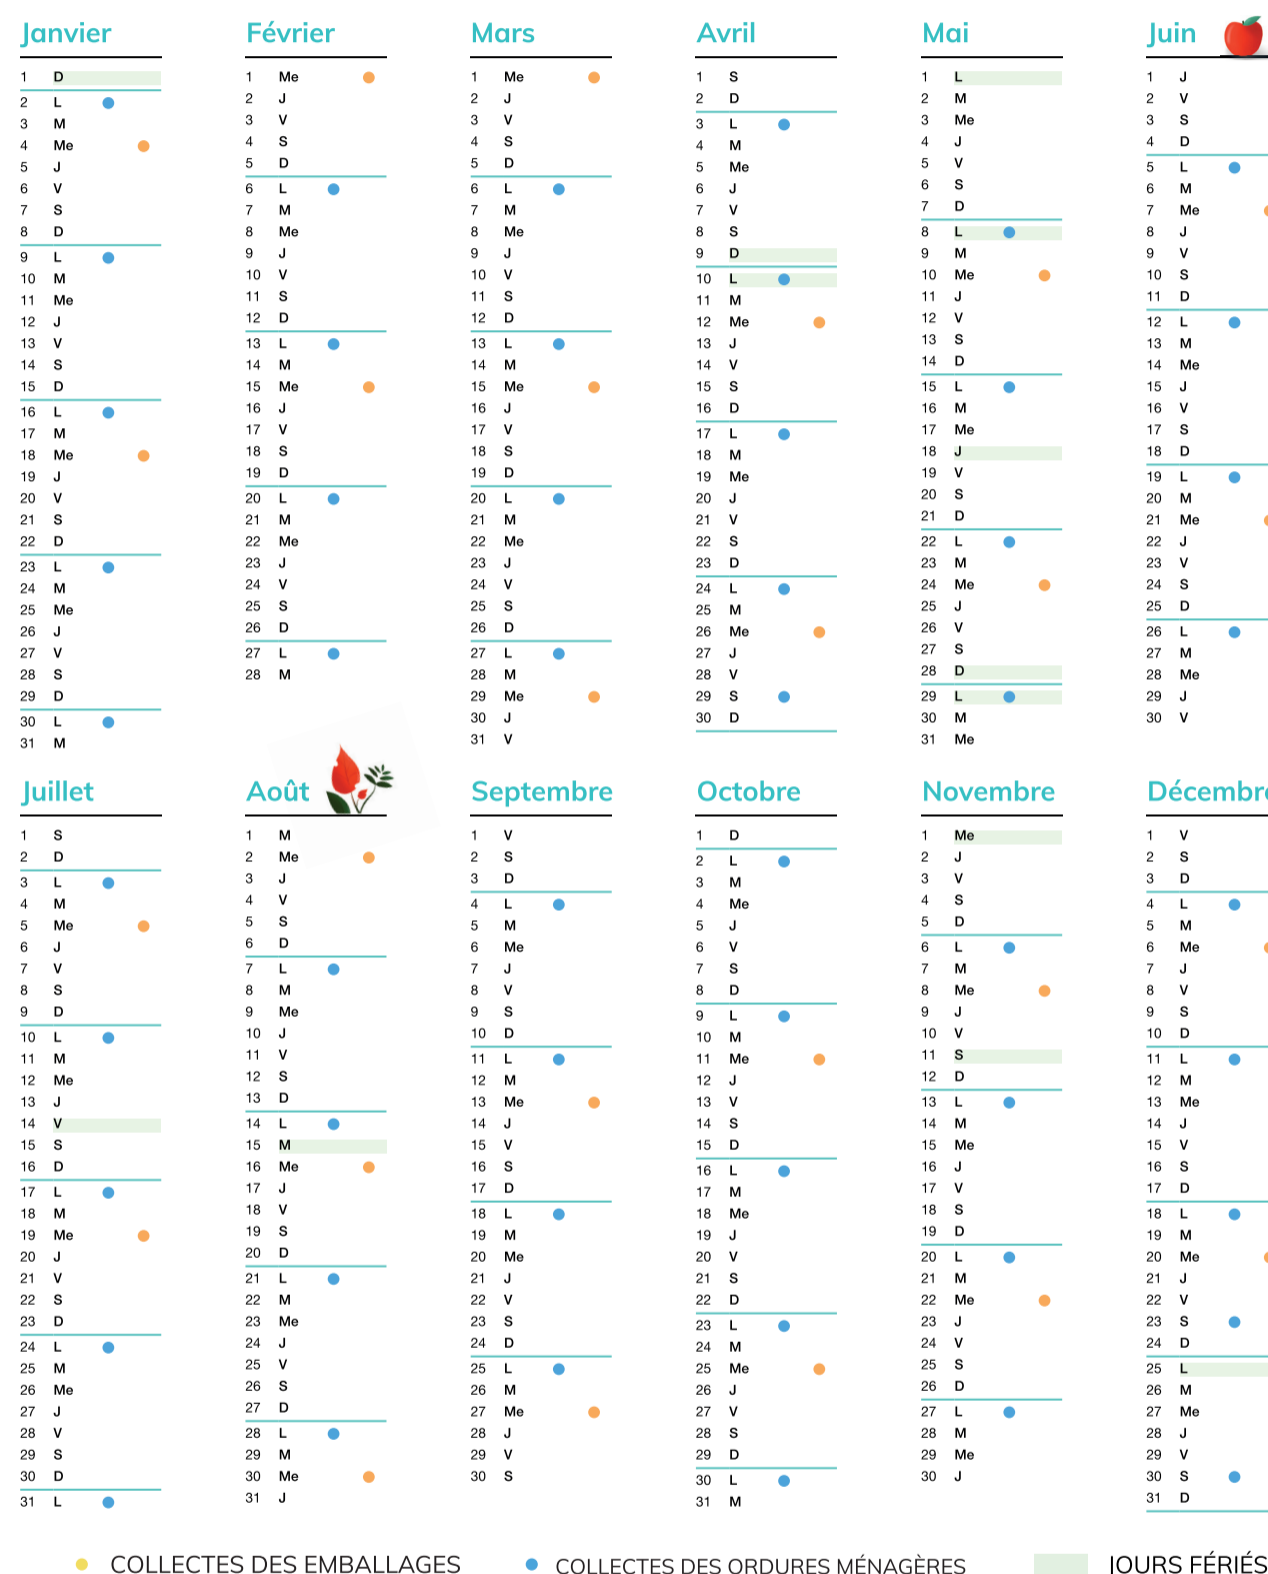 Janvier
1 D
2 L
3 M
4 Me
5 J
6 V
7 S
8 D
9 L
10 M
11 Me
12 J
13 V
14 S
15 D
16 L
17 M
18 Me
19 J
20 V
21 S
22 D
23 L
24 M
25 Me
26 J
27 V
28 S
29 D
30 L
31 M
Février
1 Me
2 J
3 V
4 S
5 D
6 L
7 M
8 Me
9 J
10 V
11 S
12 D
13 L
14 M
15 Me
16 J
17 V
18 S
19 D
20 L
21 M
22 Me
23 J
24 V
25 S
26 D
27 L
28 M
Mars
1 Me
2 J
3 V
4 S
5 D
6 L
7 M
8 Me
9 J
10 V
11 S
12 D
13 L
14 M
15 Me
16 J
17 V
18 S
19 D
20 L
21 M
22 Me
23 J
24 V
25 S
26 D
27 L
28 M
29 Me
30 J
31 V
Avril
1 S
2 D
3 L
4 M
5 Me
6 J
7 V
8 S
9 D
10 L
11 M
12 Me
13 J
14 V
15 S
16 D
17 L
18 M
19 Me
20 J
21 V
22 S
23 D
24 L
25 M
26 Me
27 J
28 V
29 S
30 D
Mai
1 L
2 M
3 Me
4 J
5 V
6 S
7 D
8 L
9 M
10 Me
11 J
12 V
13 S
14 D
15 L
16 M
17 Me
18 J
19 V
20 S
21 D
22 L
23 M
24 Me
25 J
26 V
27 S
28 D
29 L
30 M
31 Me
Juin
1 J
2 V
3 S
4 D
5 L
6 M
7 Me
8 J
9 V
10 S
11 D
12 L
13 M
14 Me
15 J
16 V
17 S
18 D
19 L
20 M
21 Me
22 J
23 V
24 S
25 D
26 L
27 M
28 Me
29 J
30 V
Juillet
1 S
2 D
3 L
4 M
5 Me
6 J
7 V
8 S
9 D
10 L
11 M
12 Me
13 J
14 V
15 S
16 D
17 L
18 M
19 Me
20 J
21 V
22 S
23 D
24 L
25 M
26 Me
27 J
28 V
29 S
30 D
31 L
Août
1 M
2 Me
3 J
4 V
5 S
6 D
7 L
8 M
9 Me
10 J
11 V
12 S
13 D
14 L
15 M
16 Me
17 J
18 V
19 S
20 D
21 L
22 M
23 Me
24 J
25 V
26 S
27 D
28 L
29 M
30 Me
31 J
Septembre
1 V
2 S
3 D
4 L
5 M
6 Me
7 J
8 V
9 S
10 D
11 L
12 M
13 Me
14 J
15 V
16 S
17 D
18 L
19 M
20 Me
21 J
22 V
23 S
24 D
25 L
26 M
27 Me
28 J
29 V
30 S
Octobre
1 D
2 L
3 M
4 Me
5 J
6 V
7 S
8 D
9 L
10 M
11 Me
12 J
13 V
14 S
15 D
16 L
17 M
18 Me
19 J
20 V
21 S
22 D
23 L
24 M
25 Me
26 J
27 V
28 S
29 D
30 L
31 M
Novembre
1 Me
2 J
3 V
4 S
5 D
6 L
7 M
8 Me
9 J
10 V
11 S
12 D
13 L
14 M
15 Me
16 J
17 V
18 S
19 D
20 L
21 M
22 Me
23 J
24 V
25 S
26 D
27 L
28 M
29 Me
30 J
Décembre
1 V
2 S
3 D
4 L
5 M
6 Me
7 J
8 V
9 S
10 D
11 L
12 M
13 Me
14 J
15 V
16 S
17 D
18 L
19 M
20 Me
21 J
22 V
23 S
24 D
25 L
26 M
27 Me
28 J
29 V
30 S
31 D
COLLECTES DES EMBALLAGES
COLLECTES DES ORDURES MÉNAGÈRES
JOURS FÉRIÉS